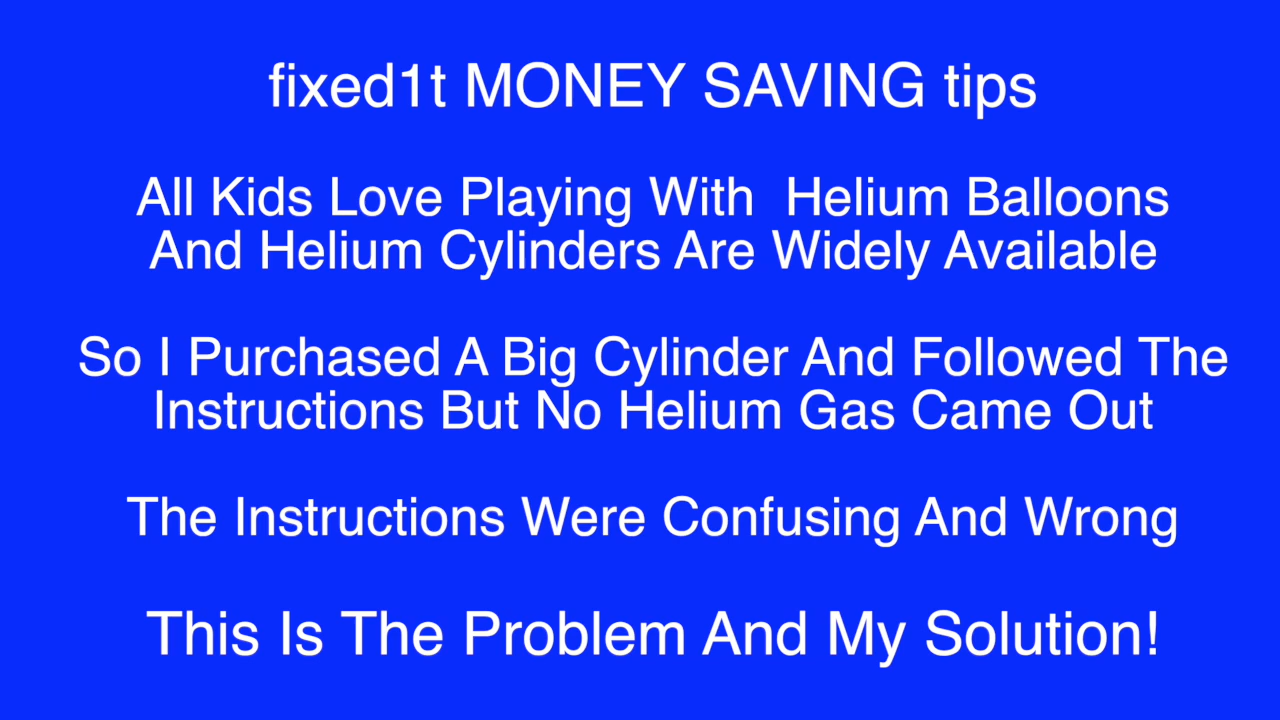 fixed1t MONEY SAVING tips
All Kids Love Playing With  Helium Balloons
And Helium Cylinders Are Widely Available
So I Purchased A Big Cylinder And Followed The
Instructions But No Helium Gas Came Out
The Instructions Were Confusing And Wrong
This Is The Problem And My Solution!